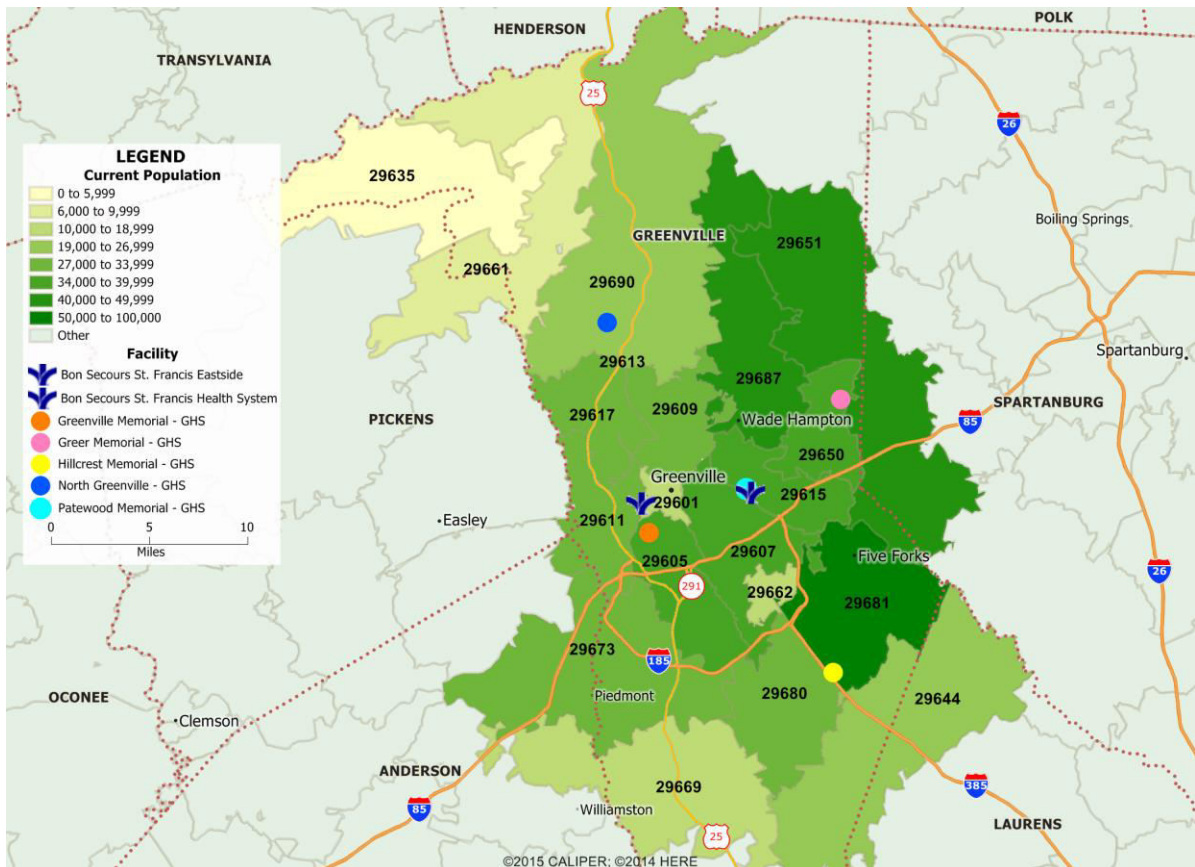 POLK
HENDERSON
TRANSYLVANIA
25
26
LEGEND
Current Population
0 to 5,999
6,000 to 9,999
10,000 to 18,999
19,000 to 26,999
27,000 to 33,999
34,000 to 39,999
40,000 to 49,999
50,000 to 100,000
Other
Facility
Bon Secours St. Francis Eastside
Bon Secours St. Francis Health System
Greenville Memorial - GHS
Greer Memorial - GHS
Hillcrest Memorial - GHS
North Greenville - GHS
Patewood Memorial - GHS
0 5 10
Miles
29635
Boiling Springs
GREENVILLE
29651
29661
29690
29613
Spartanburg
29687
SPARTANBURG
29617
29609
PICKENS
Wade Hampton
85
29650
Greenville
29615
29601
29611
Easley
29607
Five Forks
29605
26
291
29662
29681
29673
185
Piedmont
29680
29644
OCONEE
Clemson
ANDERSON
29669
385
Williamston
85
LAURENS
25
©2015 CALIPER; ©2014 HERE